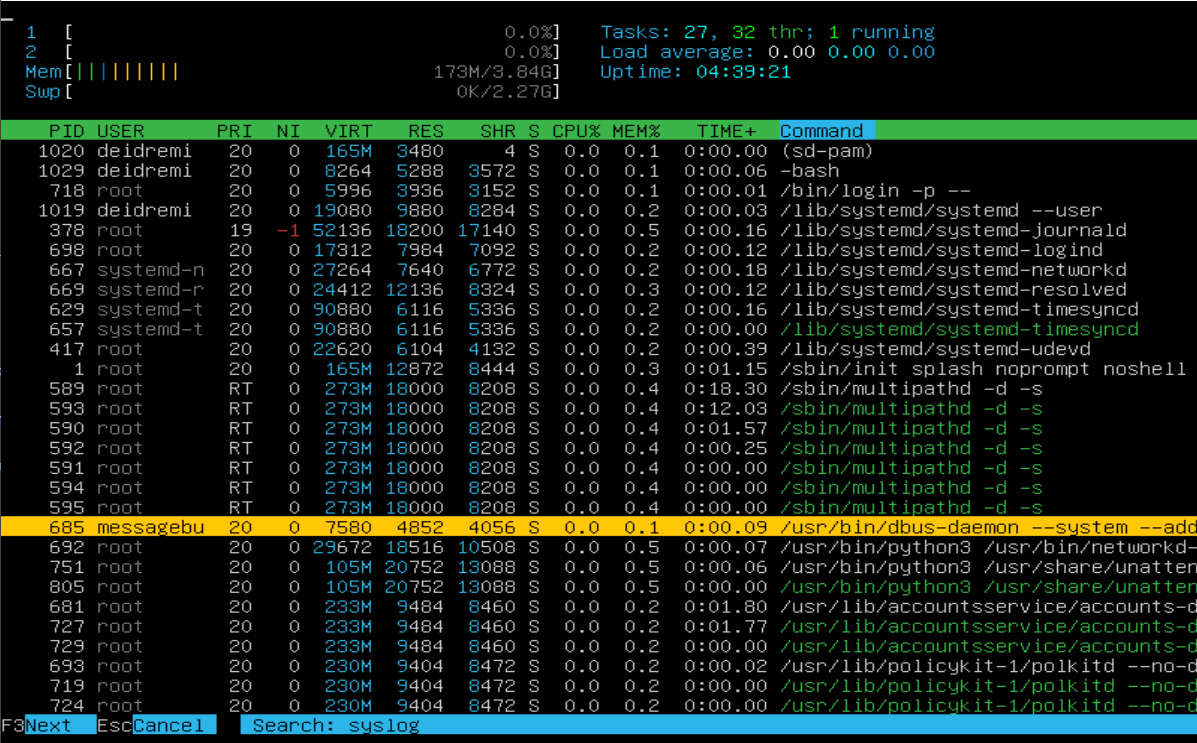 1 [ 0.0%] Tasks: 27, 32 thr; 1 running
2 [ 0.0%] Load average: 0.00 0.00 0.00
Mem[|||||||||| 173M/3.84G] Uptime: 04:39:21
Swp[ 0K/2.27G]
PID USER PRI NI VIRT RES SHR S CPU% MEM% TIME+ Command
1020 deidremi 20 0 165M 3480 4 S 0.0 0.1 0:00.00 (sd-pam)
1029 deidremi 20 0 8264 5288 3572 S 0.0 0.1 0:00.06 -bash
718 root 20 0 5996 3936 3152 S 0.0 0.1 0:00.01 /bin/login -p --
1019 deidremi 20 0 19080 9880 8284 S 0.0 0.2 0:00.03 /lib/systemd/systemd --user
378 root 19 -1 52136 18200 17140 S 0.0 0.5 0:00.16 /lib/systemd/systemd-journald
698 root 20 0 17312 7984 7092 S 0.0 0.2 0:00.12 /lib/systemd/systemd-logind
667 systemd-n 20 0 27264 7640 6772 S 0.0 0.2 0:00.18 /lib/systemd/systemd-networkd
669 systemd-r 20 0 24412 12136 8324 S 0.0 0.3 0:00.12 /lib/systemd/systemd-resolved
629 systemd-t 20 0 90880 6116 5336 S 0.0 0.2 0:00.16 /lib/systemd/systemd-timesyncd
657 systemd-t 20 0 90880 6116 5336 S 0.0 0.2 0:00.00 /lib/systemd/systemd-timesyncd
417 root 20 0 22620 6104 4132 S 0.0 0.2 0:00.39 /lib/systemd/systemd-udevd
1 root 20 0 165M 12872 8444 S 0.0 0.3 0:01.15 /sbin/init splash noprompt noshell
589 root RT 0 273M 18000 8208 S 0.0 0.4 0:18.30 /sbin/multipathd -d -s
593 root RT 0 273M 18000 8208 S 0.0 0.4 0:12.03 /sbin/multipathd -d -s
590 root RT 0 273M 18000 8208 S 0.0 0.4 0:01.57 /sbin/multipathd -d -s
592 root RT 0 273M 18000 8208 S 0.0 0.4 0:00.25 /sbin/multipathd -d -s
591 root RT 0 273M 18000 8208 S 0.0 0.4 0:00.00 /sbin/multipathd -d -s
594 root RT 0 273M 18000 8208 S 0.0 0.4 0:00.00 /sbin/multipathd -d -s
595 root RT 0 273M 18000 8208 S 0.0 0.4 0:00.00 /sbin/multipathd -d -s
685 messagebu 20 0 7580 4852 4056 S 0.0 0.1 0:00.09 /usr/bin/dbus-daemon --system --add
692 root 20 0 29672 18516 10508 S 0.0 0.5 0:00.07 /usr/bin/python3 /usr/bin/networkd-
751 root 20 0 105M 20752 13088 S 0.0 0.5 0:00.06 /usr/bin/python3 /usr/share/unatten
805 root 20 0 105M 20752 13088 S 0.0 0.5 0:00.00 /usr/bin/python3 /usr/share/unatten
681 root 20 0 233M 9484 8460 S 0.0 0.2 0:01.80 /usr/lib/accountsservice/accounts-d
727 root 20 0 233M 9484 8460 S 0.0 0.2 0:01.77 /usr/lib/accountsservice/accounts-d
729 root 20 0 233M 9484 8460 S 0.0 0.2 0:00.00 /usr/lib/accountsservice/accounts-d
693 root 20 0 230M 9404 8472 S 0.0 0.2 0:00.02 /usr/lib/policykit-1/polkitd --no-d
719 root 20 0 230M 9404 8472 S 0.0 0.2 0:00.00 /usr/lib/policykit-1/polkitd --no-d
724 root 20 0 230M 9404 8472 S 0.0 0.2 0:00.00 /usr/lib/policykit-1/polkitd --no-d
F3Next EscCancel Search: syslog